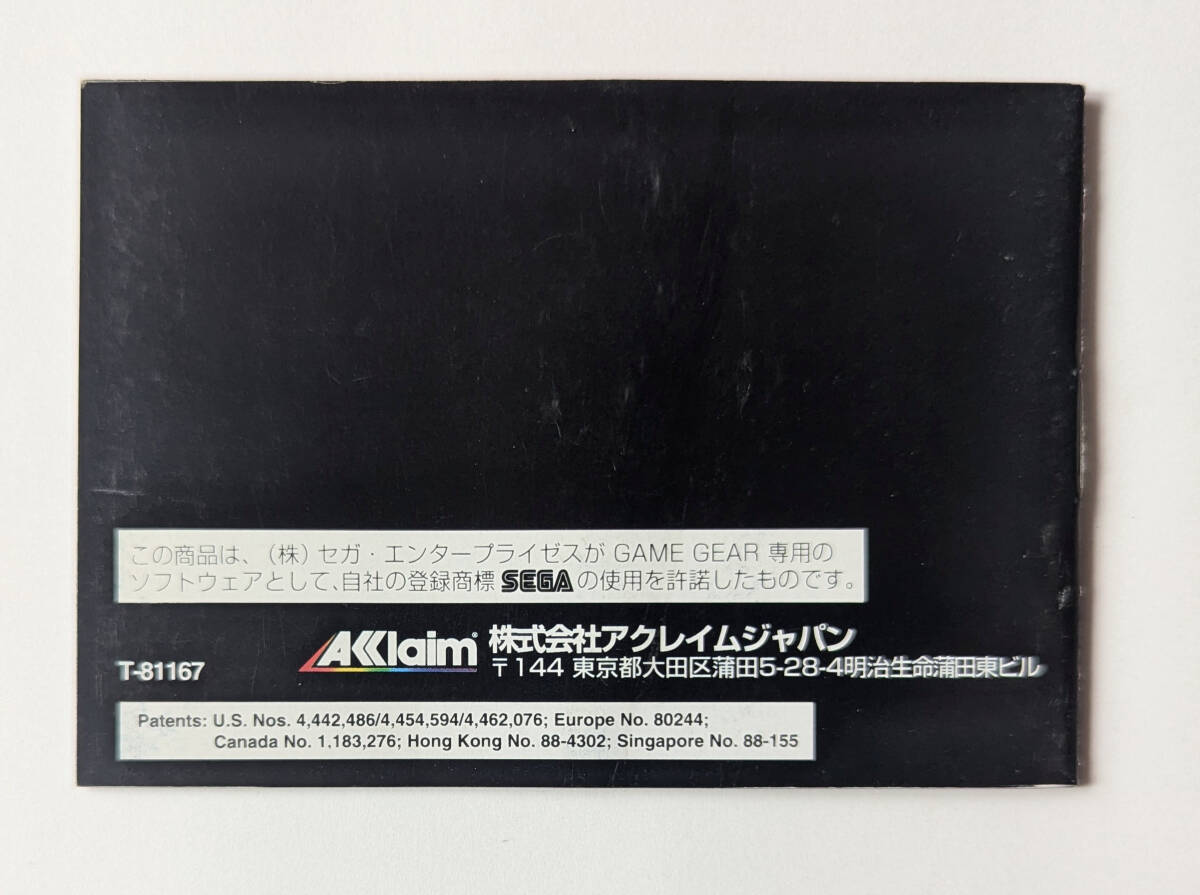 この商品は、(株)セガ・エンタープライゼスが GAME GEAR 専用の
ソフトウェアとして、自社の登録商標 SEGA の使用を許諾したものです。
T-81167
AKKlaim 株式会社アクレイムジャパン
〒144 東京都大田区蒲田5-28-4明治生命蒲田東ビル
Patents: U.S. Nos. 4,442,486/4,454,594/4,462,076; Europe No. 80244;
Canada No. 1,183,276; Hong Kong No. 88-4302; Singapore No. 88-155